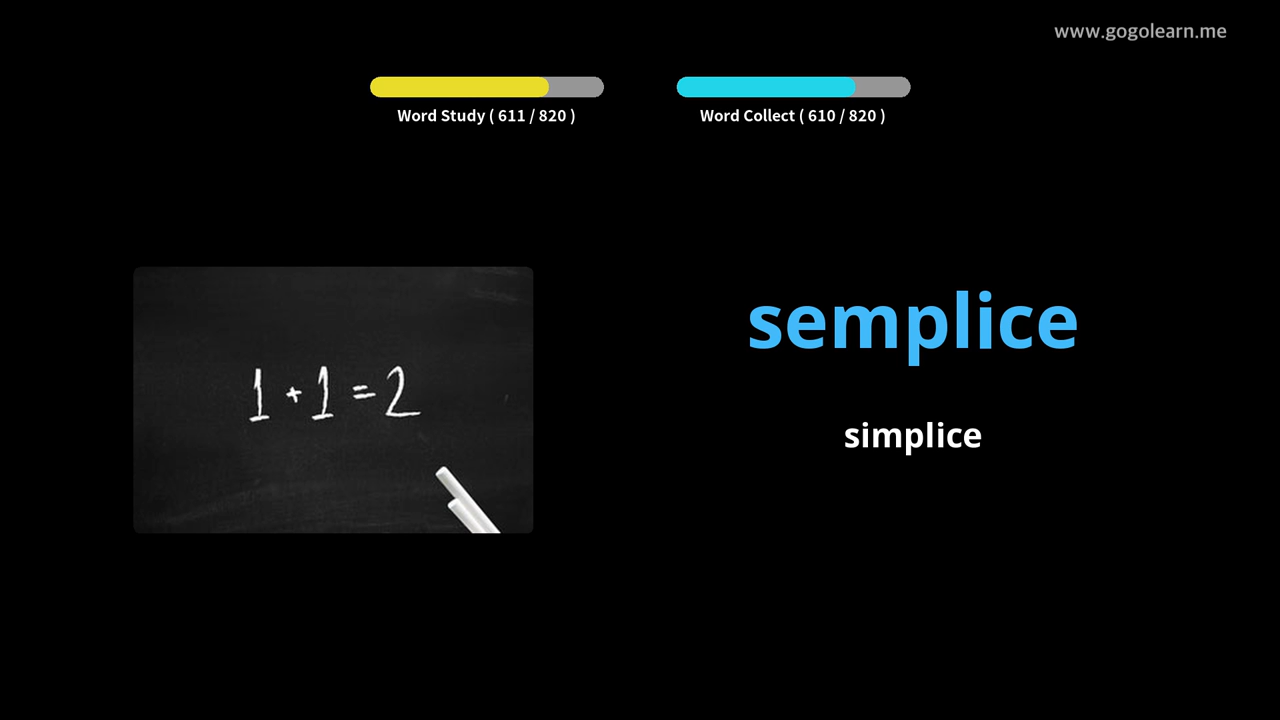 www.gogolearn.me
Word Study ( 611 / 820 )
Word Collect ( 610 / 820 )
semplice
1 + 1 = 2
simplice